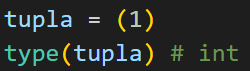 tupla = (1)
type(tupla) # int